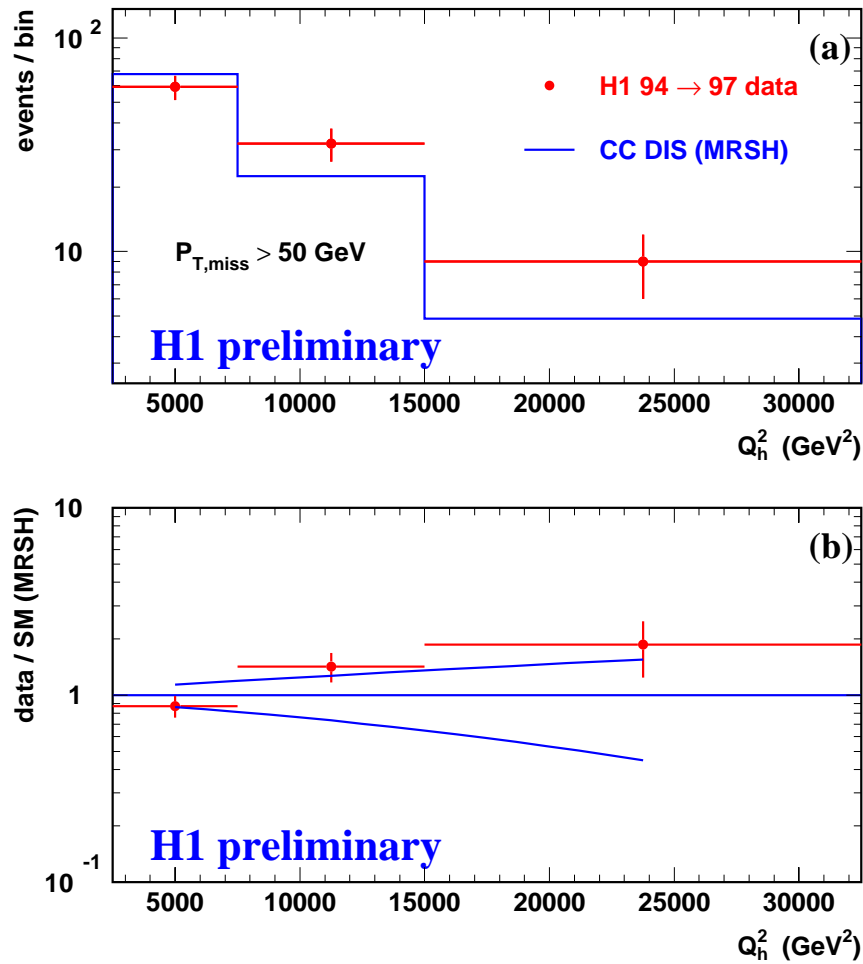 events / bin
10 2
10
(a)
H1 94 → 97 data
CC DIS (MRSH)
P T,miss > 50 GeV
H1 preliminary
5000 10000 15000 20000 25000 30000
Q h 2 (GeV 2)
data / SM (MRSH)
10
1
10 -1
(b)
H1 preliminary
5000 10000 15000 20000 25000 30000
Q h 2 (GeV 2)